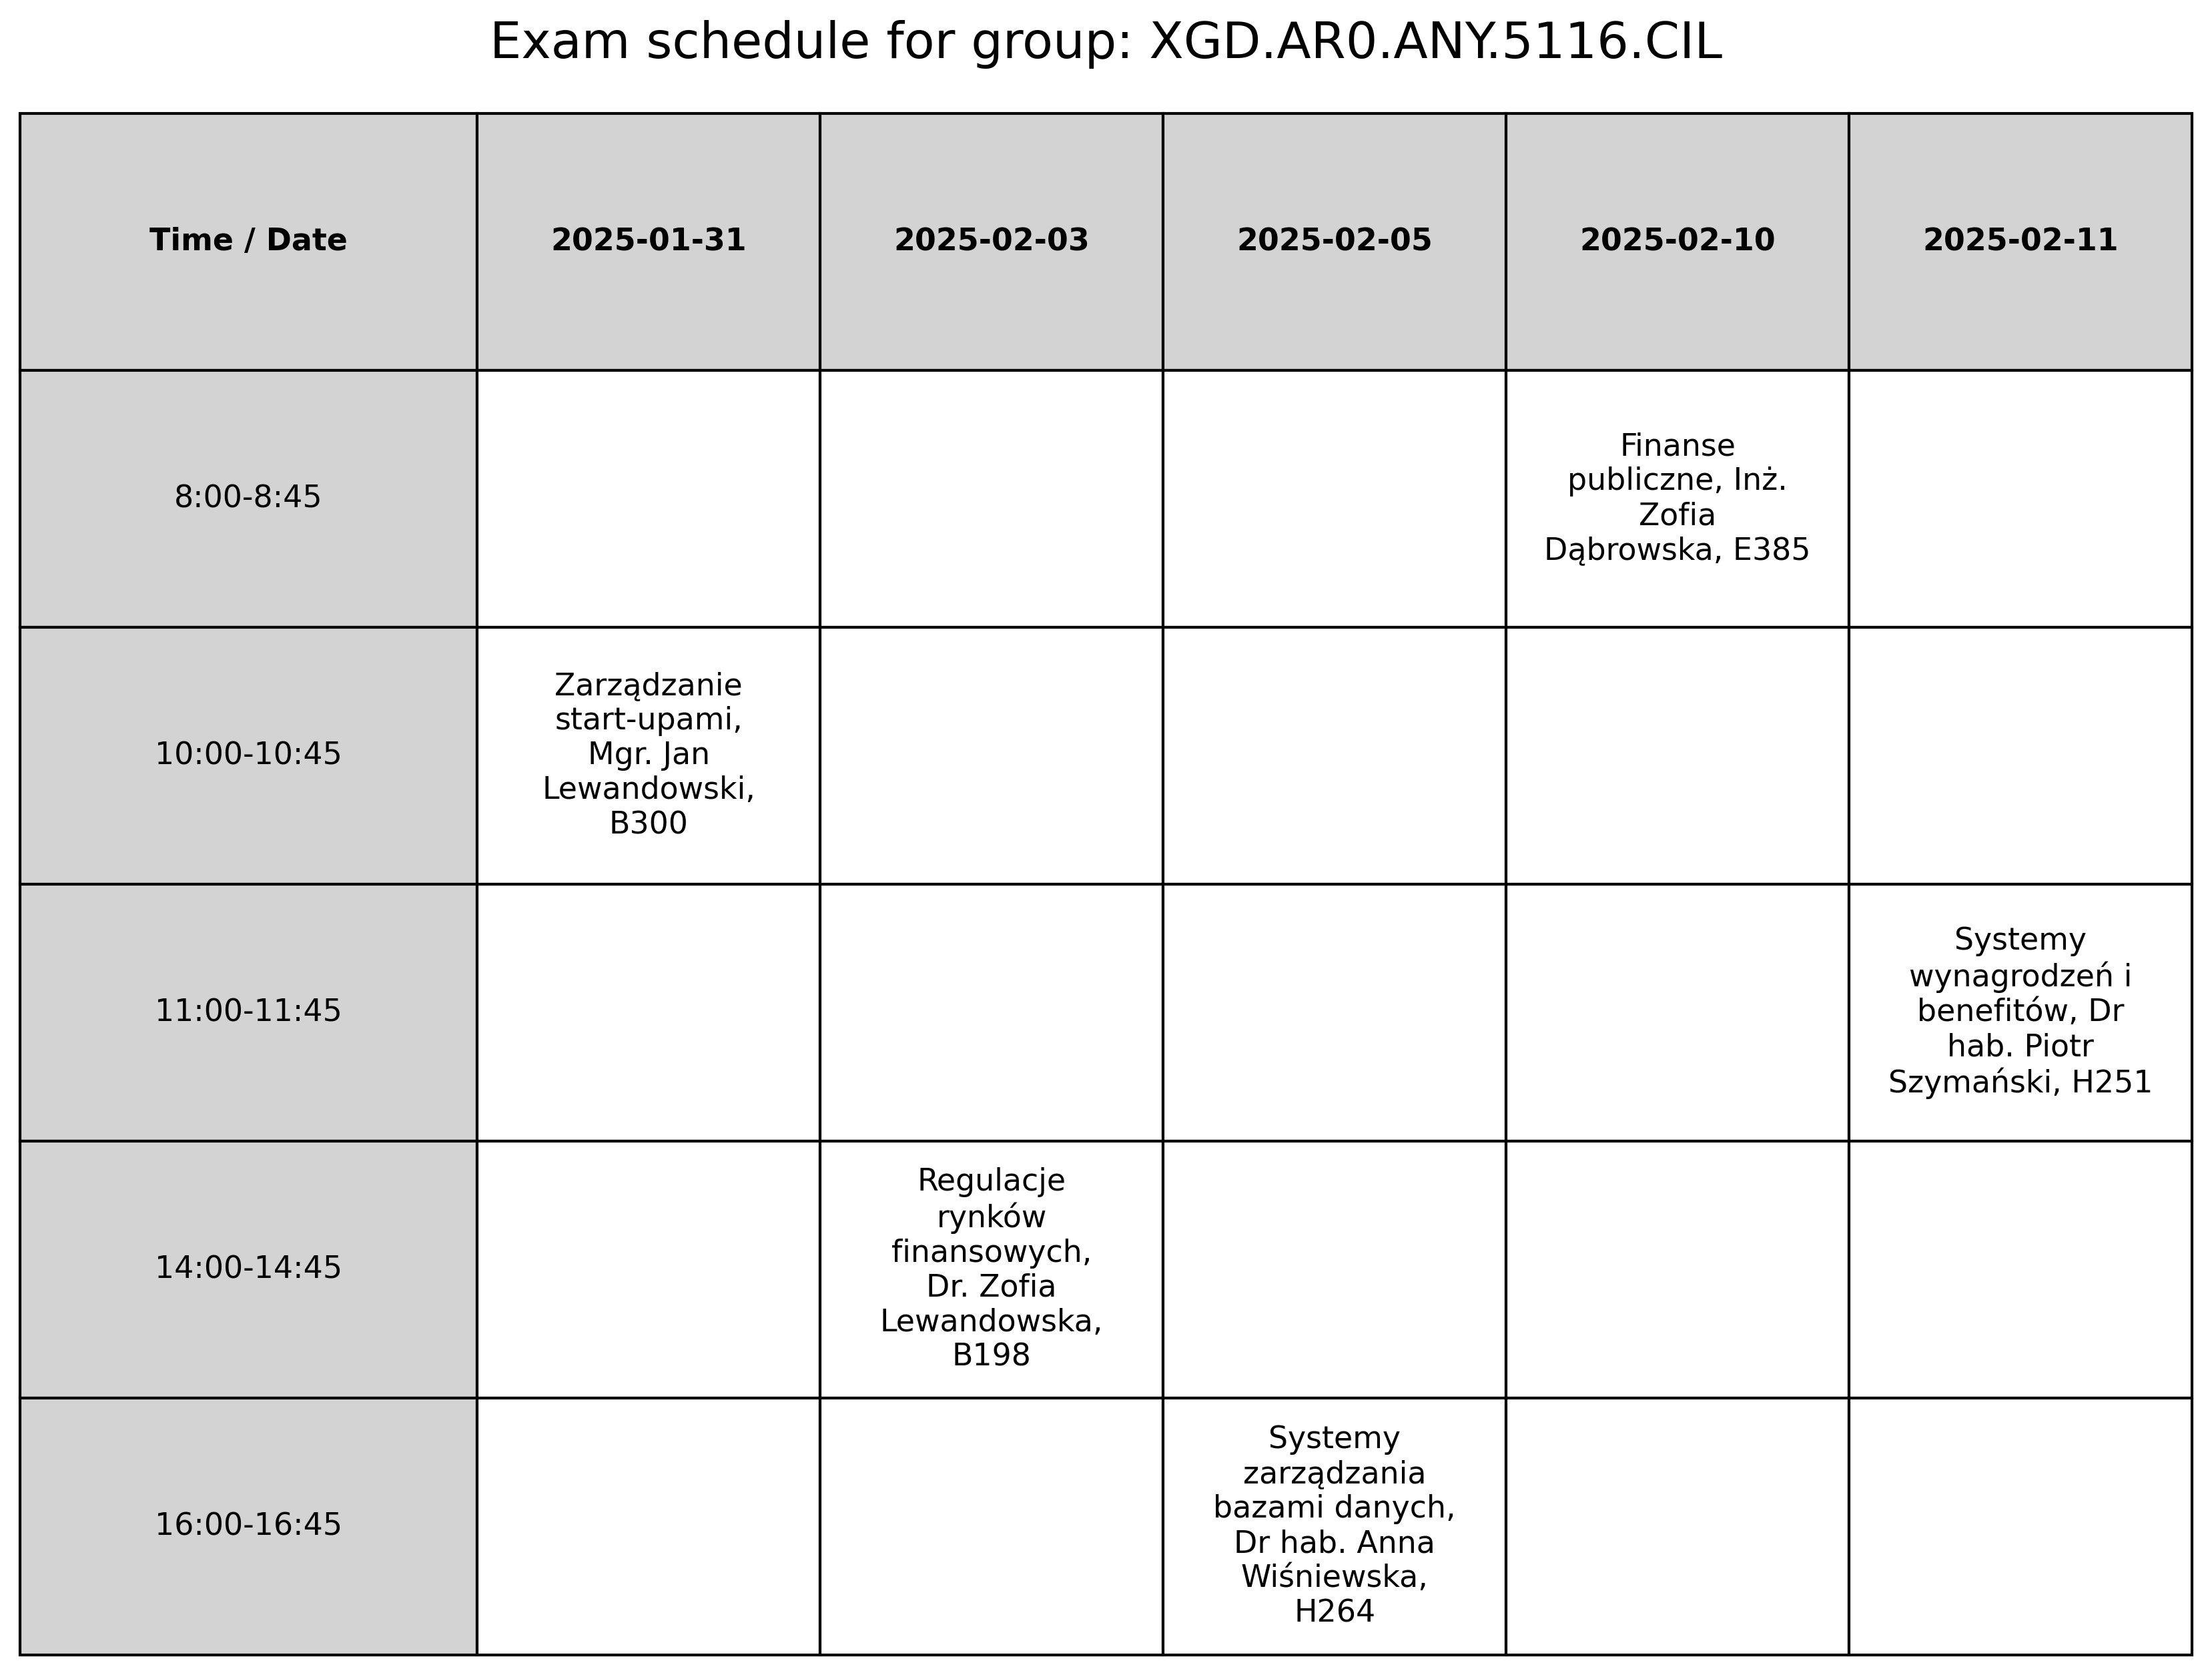 Exam schedule for group: XGD.AR0.ANY.5116.CIL
Time / Date
2025-01-31
2025-02-03
2025-02-05
2025-02-10
2025-02-11
8:00-8:45
Finanse
publiczne, Inż.
Zofia
Dąbrowska, E385
10:00-10:45
Zarządzanie
start-upami,
Mgr. Jan
Lewandowski,
B300
11:00-11:45
Systemy
wynagrodzeń i
benefitów, Dr
hab. Piotr
Szymański, H251
14:00-14:45
Regulacje
rynków
finansowych,
Dr. Zofia
Lewandowska,
B198
16:00-16:45
Systemy
zarządzania
bazami danych,
Dr hab. Anna
Wiśniewska,
H264